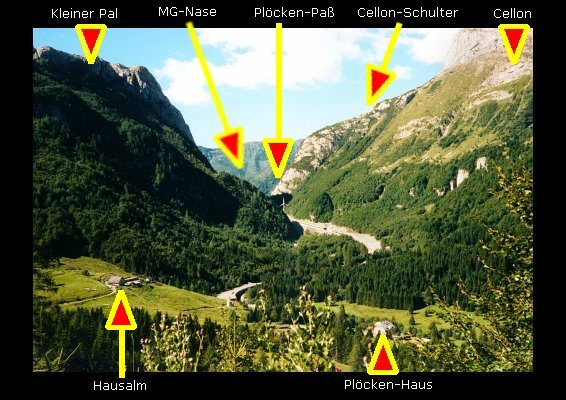 Kleiner Pal
MG-Nase
Plöcken-Paß
Cellon-Schulter
Cellon
Hausalm
Plöcken-Haus